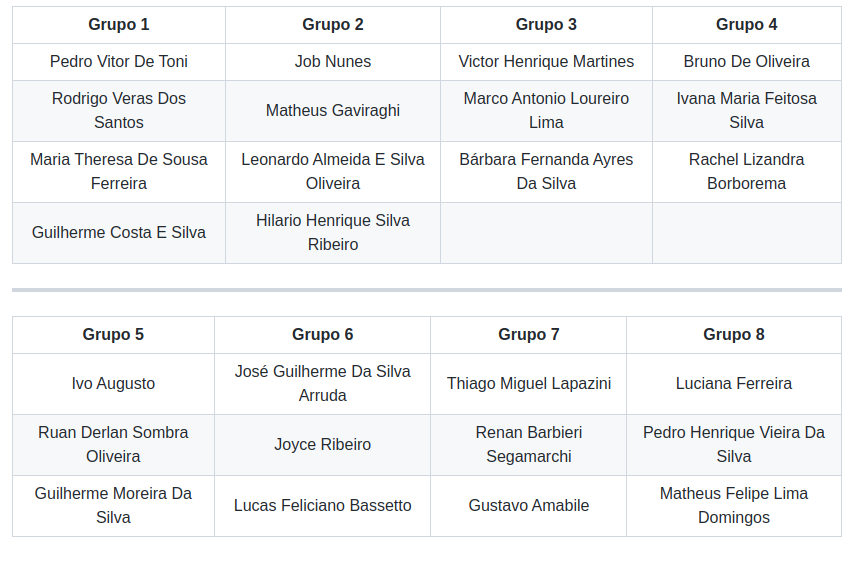 Grupo 1 Grupo 2 Grupo 3 Grupo 4
Pedro Vitor De Toni Job Nunes Victor Henrique Martines Bruno De Oliveira
Rodrigo Veras Dos Santos Matheus Gaviraghi Marco Antonio Loureiro Lima Ivana Maria Feitosa Silva
Maria Theresa De Sousa Ferreira Leonardo Almeida E Silva Oliveira Bárbara Fernanda Ayres Da Silva Rachel Lizandra Borborema
Guilherme Costa E Silva Hilario Henrique Silva Ribeiro
Grupo 5 Grupo 6 Grupo 7 Grupo 8
Ivo Augusto José Guilherme Da Silva Arruda Thiago Miguel Lapazini Luciana Ferreira
Ruan Derlan Sombra Oliveira Joyce Ribeiro Renan Barbieri Segamarchi Pedro Henrique Vieira Da Silva
Guilherme Moreira Da Silva Lucas Feliciano Bassetto Gustavo Amabile Matheus Felipe Lima Domingos